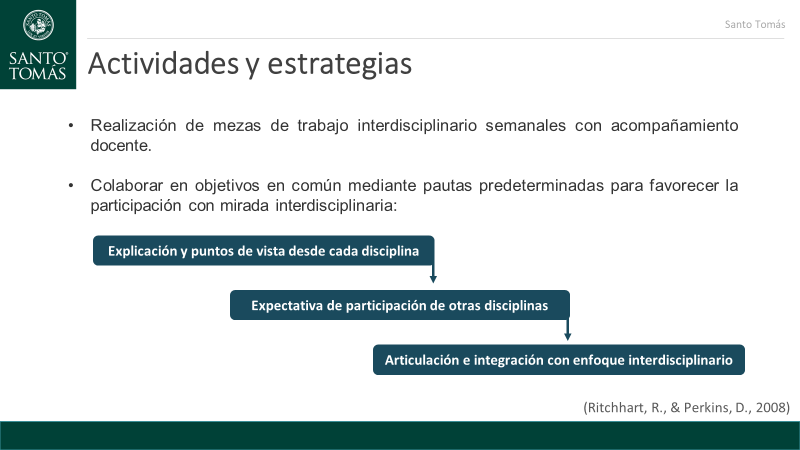 Santo Tomás
SANTO
TOMÁS
Actividades y estrategias
• Realización de mezas de trabajo interdisciplinario semanales con acompañamiento
docente.
• Colaborar en objetivos en común mediante pautas predeterminadas para favorecer la
participación con mirada interdisciplinaria:
Explicación y puntos de vista desde cada disciplina
Expectativa de participación de otras disciplinas
Articulación e integración con enfoque interdisciplinario
(Ritchhart, R., & Perkins, D., 2008)